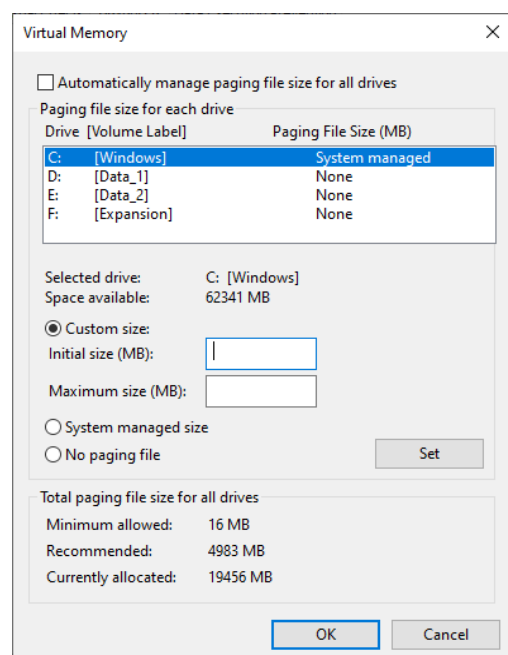 Virtual Memory
Automatically manage paging file size for all drives
Paging file size for each drive
Drive [Volume Label] Paging File Size (MB)
C: [Windows] System managed
D: [Data_1] None
E: [Data_2] None
F: [Expansion] None
Selected drive: C: [Windows]
Space available: 62341 MB
Custom size:
Initial size (MB):
Maximum size (MB):
System managed size
No paging file Set
Total paging file size for all drives
Minimum allowed: 16 MB
Recommended: 4983 MB
Currently allocated: 19456 MB
OK Cancel